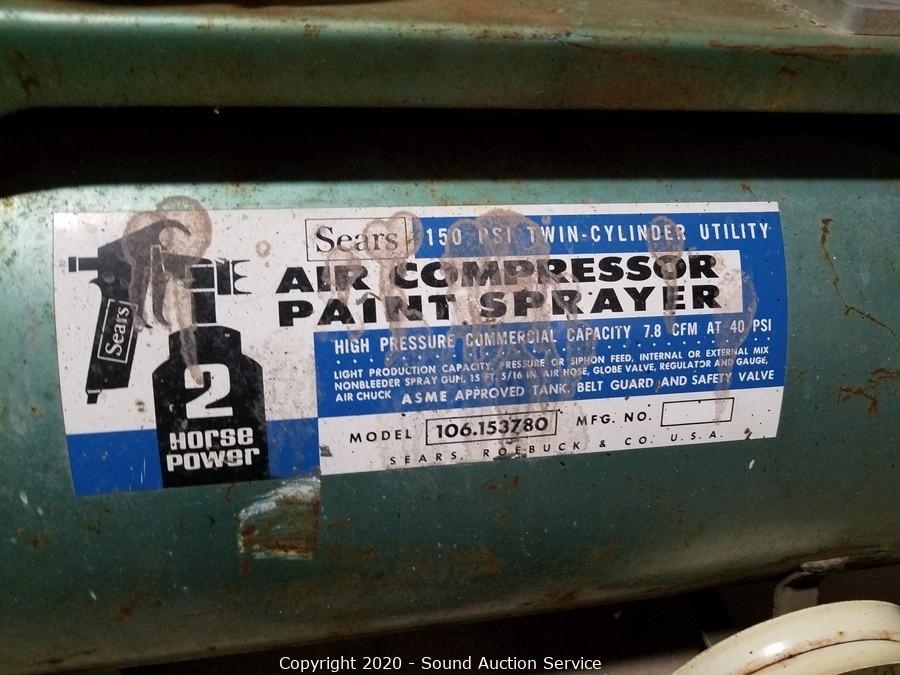 Sears 150 PSI TWIN-CYLINDER UTILITY
AIR COMPRESSOR
PAINT SPRAYER
HIGH PRESSURE COMMERCIAL CAPACITY 7.8 CFM AT 40 PSI
LIGHT PRODUCTION CAPACITY, PRESSURE OR SIPHON FEED, INTERNAL OR EXTERNAL MIX
NONBLEEDER SPRAY GUN, 15 FT. 5/16 IN. AIR HOSE, GLOBE VALVE, REGULATOR AND GAUGE,
AIR CHUCK ASME APPROVED TANK, BELT GUARD AND SAFETY VALVE
MODEL 106.153780 MFG. NO.
SEARS, ROEBUCK & CO. U.S.A.
Sears
2
Horse
POWer
Copyright 2020 - Sound Auction Service